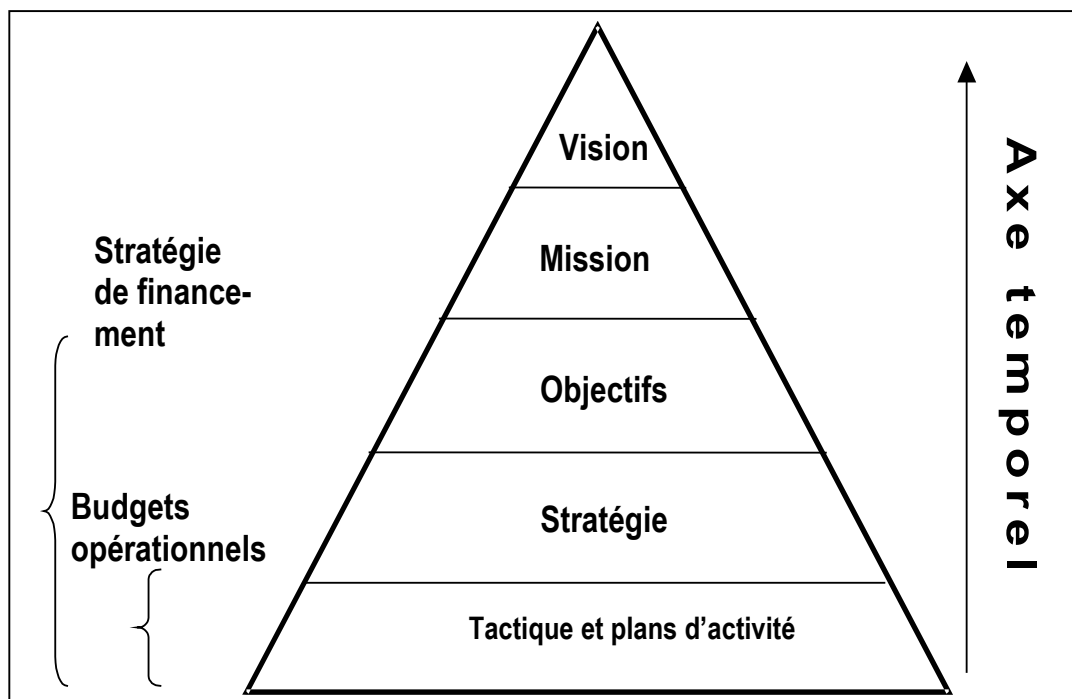 Vision
Mission
Objectifs
Stratégie
Tactique et plans d’activité
Stratégie
de finance-
ment
Budgets
opérationnels
Axe temporel